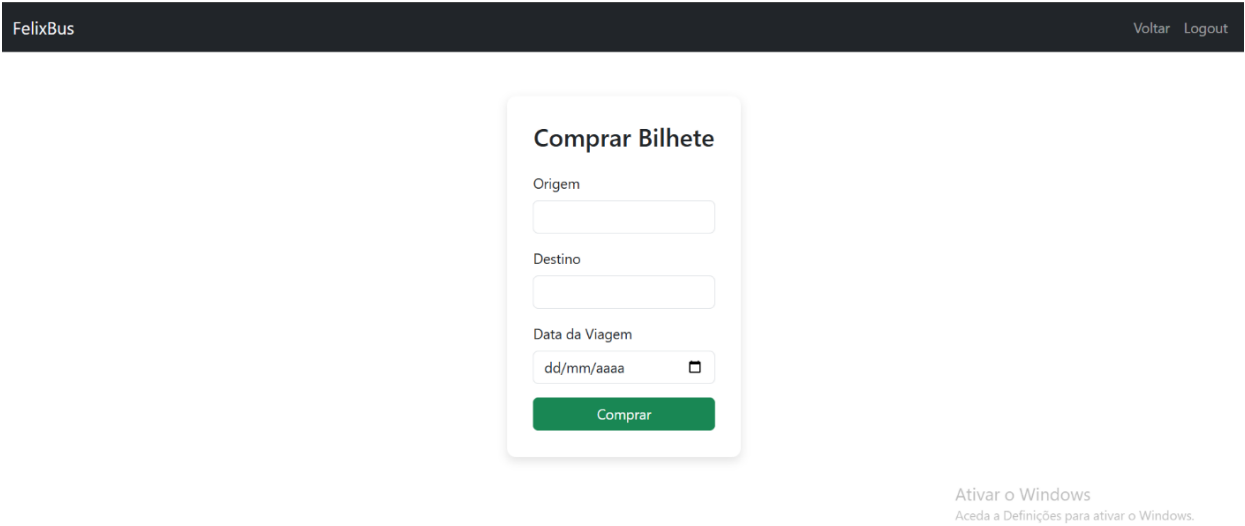 FelixBus
Voltar Logout
Comprar Bilhete
Origem
Destino
Data da Viagem
dd/mm/aaaa
Comprar
Ativar o Windows
Aceda a Definições para ativar o Windows.